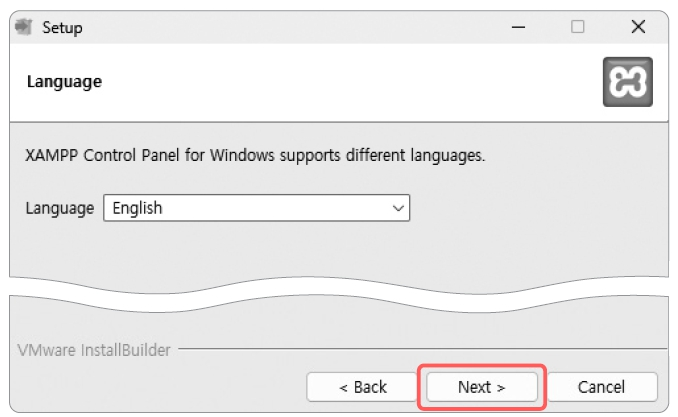 Setup
Language
XAMPP Control Panel for Windows supports different languages.
Language English
VMware InstallBuilder
< Back Next > Cancel